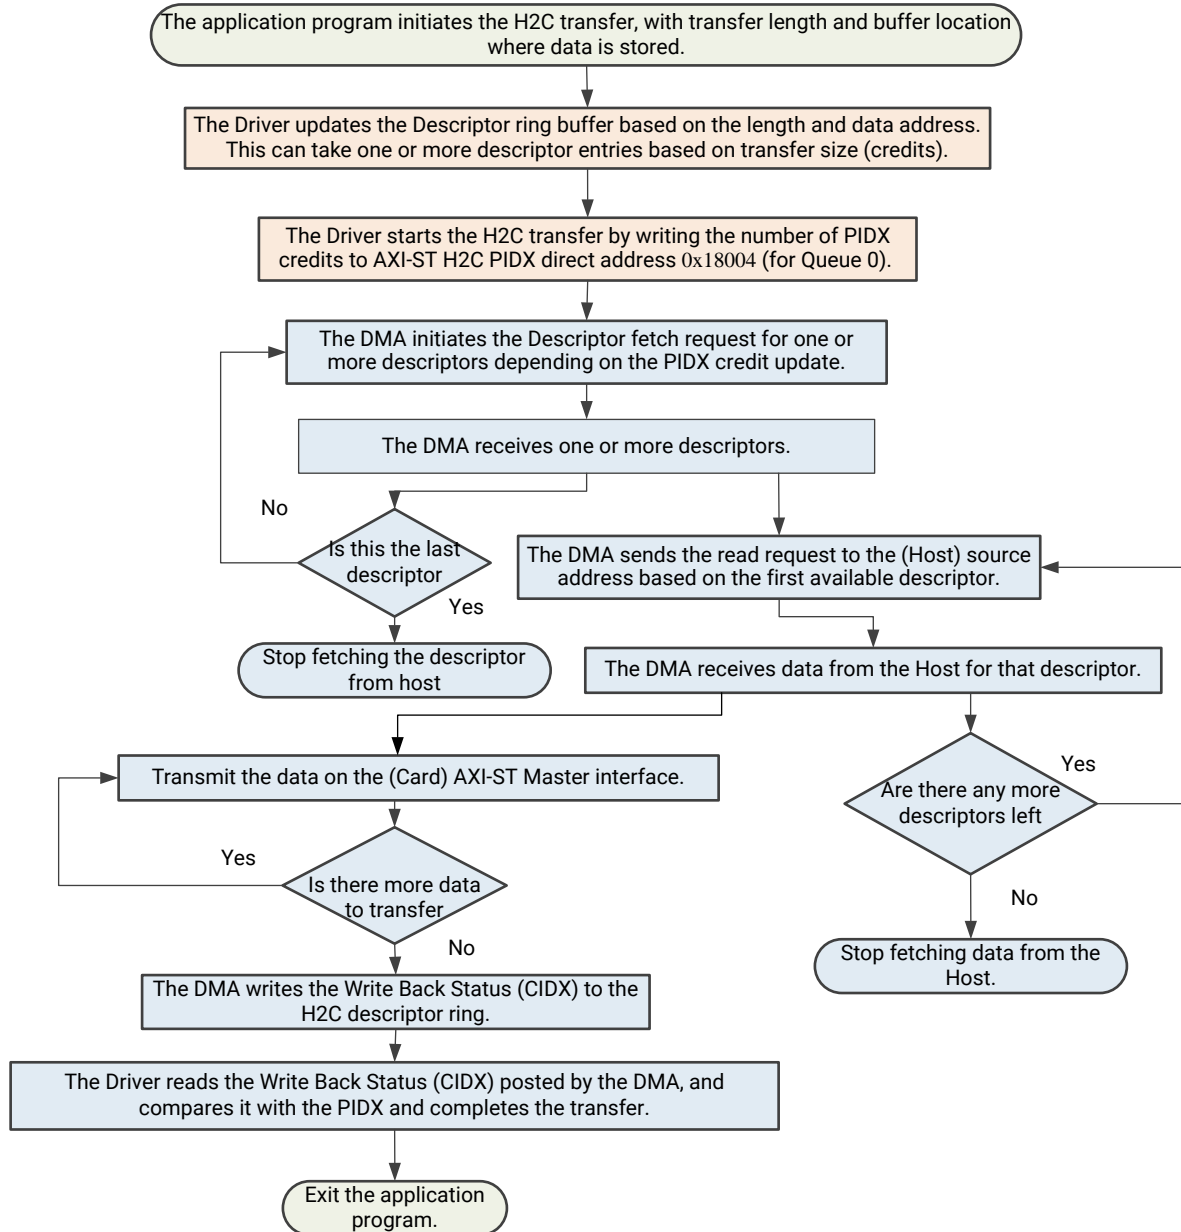 The application program initiates the H2C transfer, with transfer length and buffer location
where data is stored.
The Driver updates the Descriptor ring buffer based on the length and data address.
This can take one or more descriptor entries based on transfer size (credits).
The Driver starts the H2C transfer by writing the number of PIDX
credits to AXI-ST H2C PIDX direct address 0x18004 (for Queue 0).
The DMA initiates the Descriptor fetch request for one or
more descriptors depending on the PIDX credit update.
The DMA receives one or more descriptors.
No
Is this the last
descriptor
Yes
Stop fetching the descriptor
from host
The DMA sends the read request to the (Host) source
address based on the first available descriptor.
The DMA receives data from the Host for that descriptor.
Yes
Are there any more
descriptors left
No
Stop fetching data from the
Host.
Transmit the data on the (Card) AXI-ST Master interface.
Yes
Is there more data
to transfer
No
The DMA writes the Write Back Status (CIDX) to the
H2C descriptor ring.
The Driver reads the Write Back Status (CIDX) posted by the DMA, and
compares it with the PIDX and completes the transfer.
Exit the application
program.